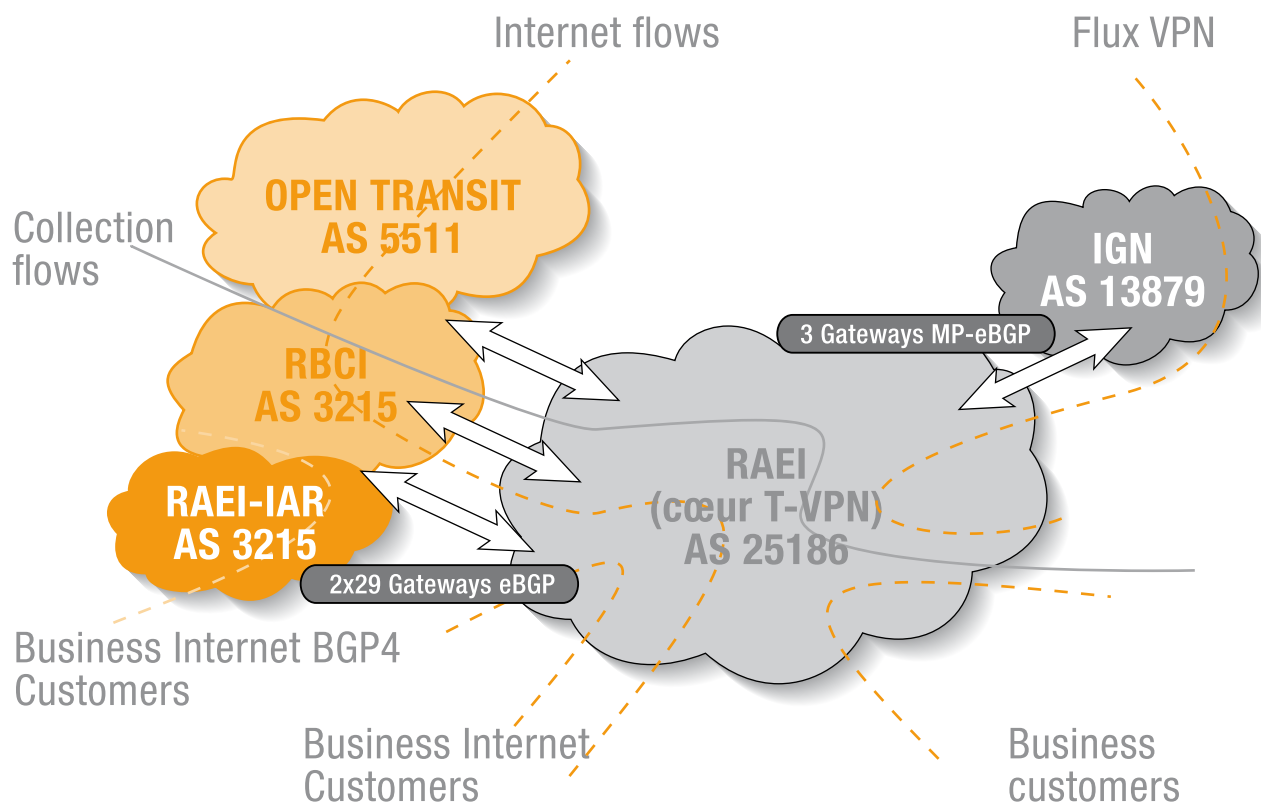 Internet flows
Flux VPN
OPEN TRANSIT
AS 5511
Collection
flows
IGN
AS 13879
3 Gateways MP-eBGP
RBCI
AS 3215
RAEI
(cœur T-VPN)
AS 25186
RAEI-IAR
AS 3215
2x29 Gateways eBGP
Business Internet BGP4
Customers
Business Internet
Customers
Business
customers